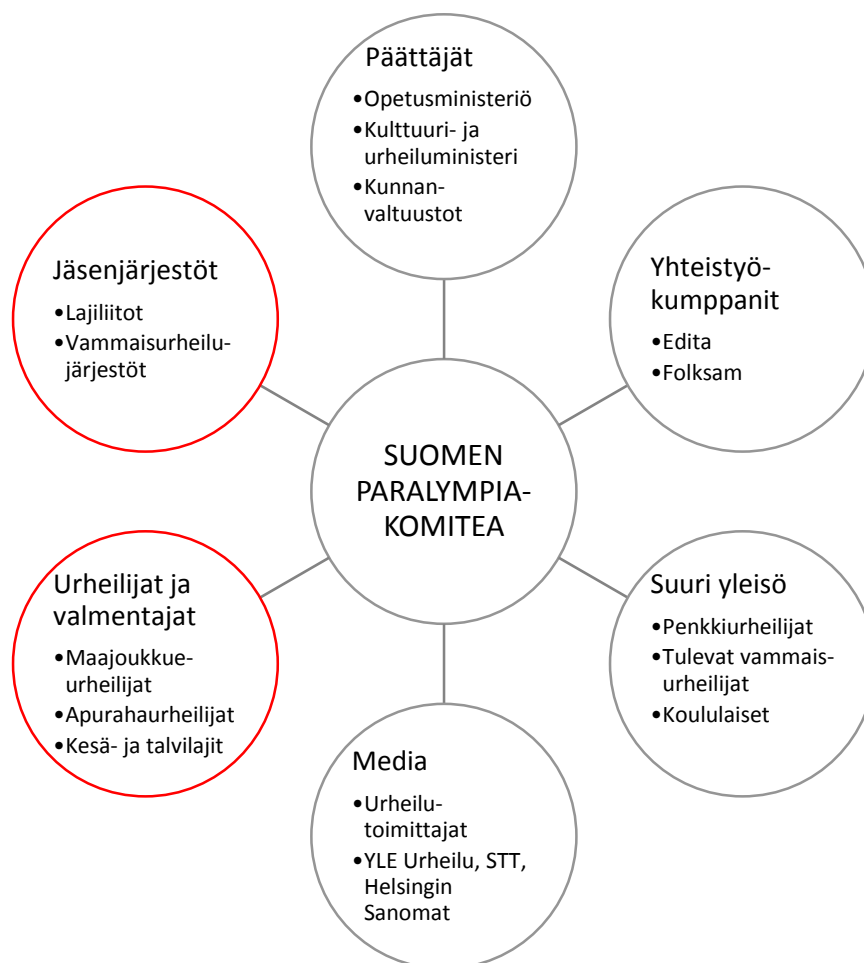 Päättäjät
•Opetusministeriö
•Kulttuuri- ja
urheiluministeri
•Kunnan-
valtuustot
Jäsenjärjestöt
•Lajiliitot
•Vammaisurheilu-
järjestöt
Yhteistyö-
kumppanit
•Edita
•Folksam
SUOMEN
PARALYMPIA-
KOMITEA
Urheilijat ja
valmentajat
•Maajoukkue-
urheilijat
•Apurahaurheilijat
•Kesä- ja talvilajit
Suuri yleisö
•Penkkiurheilijat
•Tulevat vammais-
urheilijat
•Koululaiset
Media
•Urheilu-
toimittajat
•YLE Urheilu, STT,
Helsingin
Sanomat